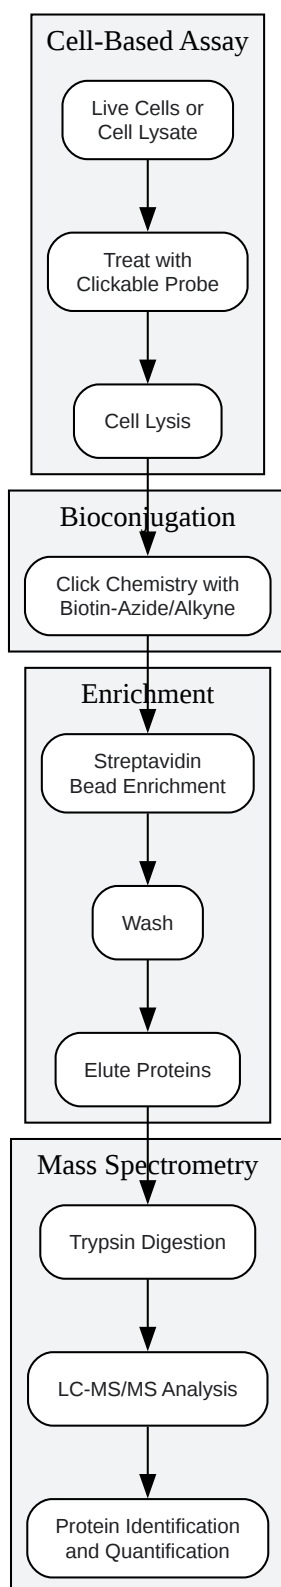 Cell-Based Assay
Live Cells or
Cell Lysate
Treat with
Clickable Probe
Cell Lysis
Bioconjugation
Click Chemistry with
Biotin-Azide/Alkyne
Enrichment
Streptavidin
Bead Enrichment
Wash
Elute Proteins
Mass Spectrometry
Trypsin Digestion
LC-MS/MS Analysis
Protein Identification
and Quantification